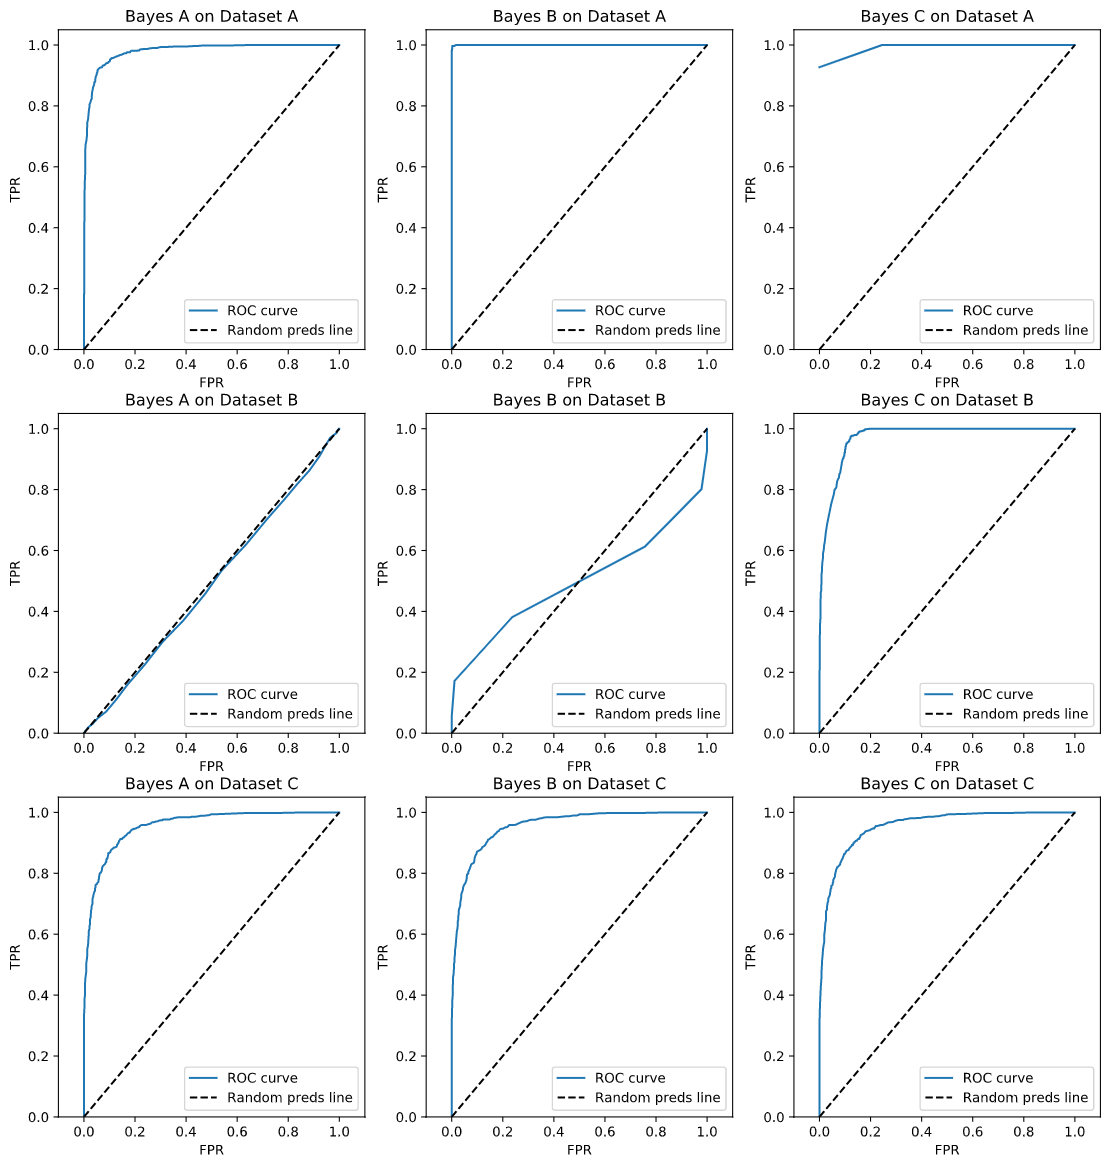 Bayes A on Dataset A
1.0
0.8
0.6
0.4
0.2
0.0
TPR
ROC curve
Random preds line
0.0 0.2 0.4 0.6 0.8 1.0
FPR
Bayes B on Dataset A
1.0
0.8
0.6
0.4
0.2
0.0
TPR
ROC curve
Random preds line
0.0 0.2 0.4 0.6 0.8 1.0
FPR
Bayes C on Dataset A
1.0
0.8
0.6
0.4
0.2
0.0
TPR
ROC curve
Random preds line
0.0 0.2 0.4 0.6 0.8 1.0
FPR
Bayes A on Dataset B
1.0
0.8
0.6
0.4
0.2
0.0
TPR
ROC curve
Random preds line
0.0 0.2 0.4 0.6 0.8 1.0
FPR
Bayes B on Dataset B
1.0
0.8
0.6
0.4
0.2
0.0
TPR
ROC curve
Random preds line
0.0 0.2 0.4 0.6 0.8 1.0
FPR
Bayes C on Dataset B
1.0
0.8
0.6
0.4
0.2
0.0
TPR
ROC curve
Random preds line
0.0 0.2 0.4 0.6 0.8 1.0
FPR
Bayes A on Dataset C
1.0
0.8
0.6
0.4
0.2
0.0
TPR
ROC curve
Random preds line
0.0 0.2 0.4 0.6 0.8 1.0
FPR
Bayes B on Dataset C
1.0
0.8
0.6
0.4
0.2
0.0
TPR
ROC curve
Random preds line
0.0 0.2 0.4 0.6 0.8 1.0
FPR
Bayes C on Dataset C
1.0
0.8
0.6
0.4
0.2
0.0
TPR
ROC curve
Random preds line
0.0 0.2 0.4 0.6 0.8 1.0
FPR